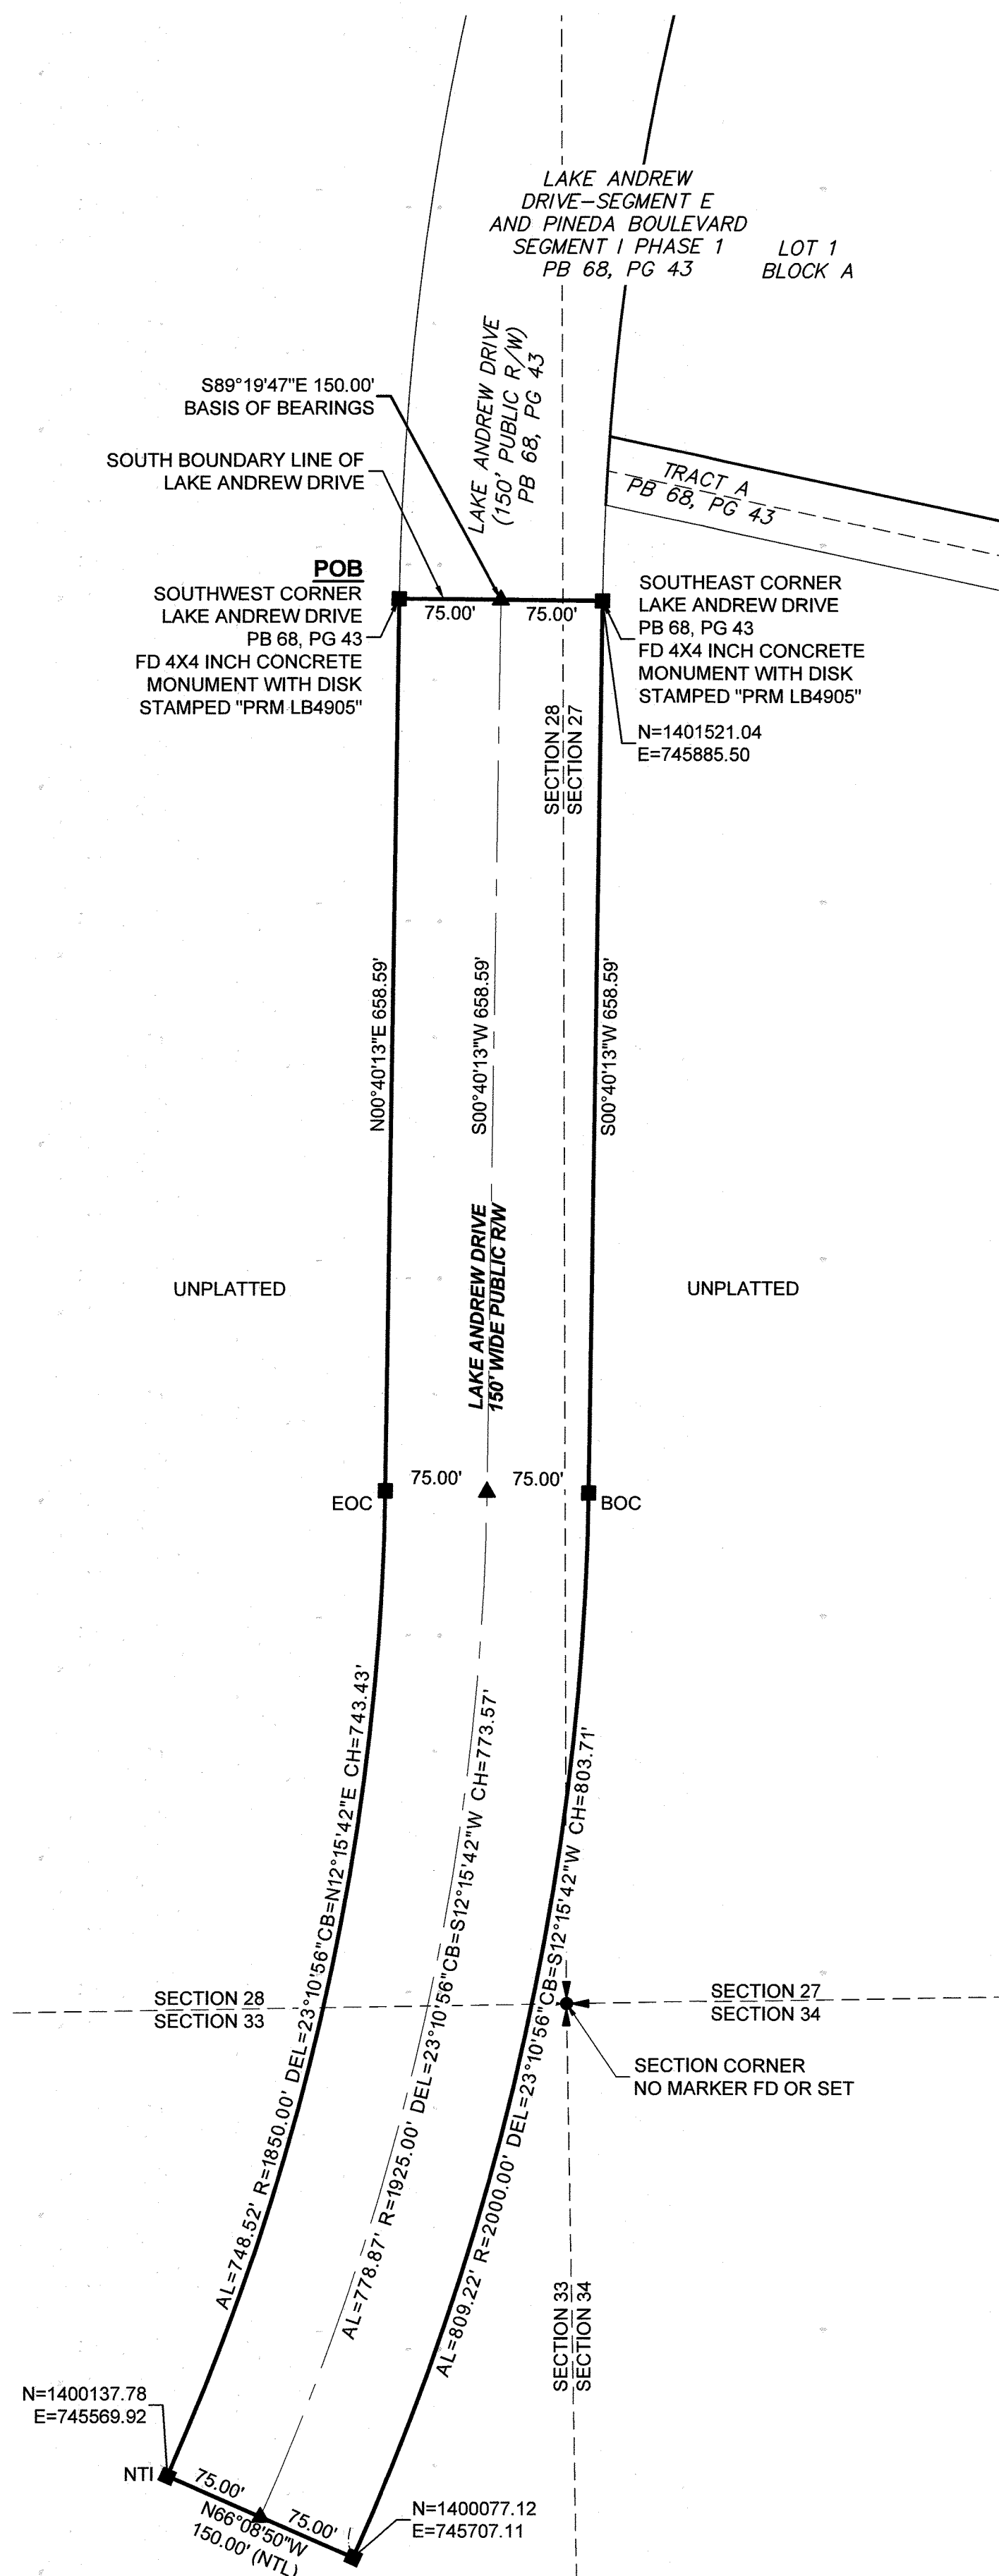 LAKE ANDREW
DRIVE-SEGMENT E
AND PINEDA BOULEVARD
SEGMENT I PHASE 1
PB 68, PG 43
LOT 1
BLOCK A
LAKE ANDREW DRIVE
(150' PUBLIC R/W)
PB 68, PG 43
S89°19'47"E 150.00'
BASIS OF BEARINGS
SOUTH BOUNDARY LINE OF
LAKE ANDREW DRIVE
TRACT A
PB 68, PG 43
POB
SOUTHWEST CORNER
LAKE ANDREW DRIVE
PB 68, PG 43
FD 4X4 INCH CONCRETE
MONUMENT WITH DISK
STAMPED "PRM LB4905"
75.00'
75.00'
SOUTHEAST CORNER
LAKE ANDREW DRIVE
PB 68, PG 43
FD 4X4 INCH CONCRETE
MONUMENT WITH DISK
STAMPED "PRM LB4905"
N=1401521.04
E=745885.50
SECTION 28
SECTION 27
N00°40'13"E 658.59'
S00°40'13"W 658.59'
S00°40'13"W 658.59'
LAKE ANDREW DRIVE
150' WIDE PUBLIC R/W
UNPLATTED
UNPLATTED
75.00'
75.00'
EOC
BOC
AL=748.52' R=1850.00' DEL=23°10'56"CB=N12°15'42"E CH=743.43'
AL=778.87' R=1925.00' DEL=23°10'56"CB=S12°15'42"W CH=773.57'
AL=809.22' R=2000.00' DEL=23°10'56"CB=S12°15'42"W CH=803.71'
SECTION 28
SECTION 33
SECTION 27
SECTION 34
SECTION CORNER
NO MARKER FD OR SET
SECTION 33
SECTION 34
N=1400137.78
E=745569.92
NTI
75.00'
75.00'
N66°08'50"W
150.00' (NTL)
N=1400077.12
E=745707.11